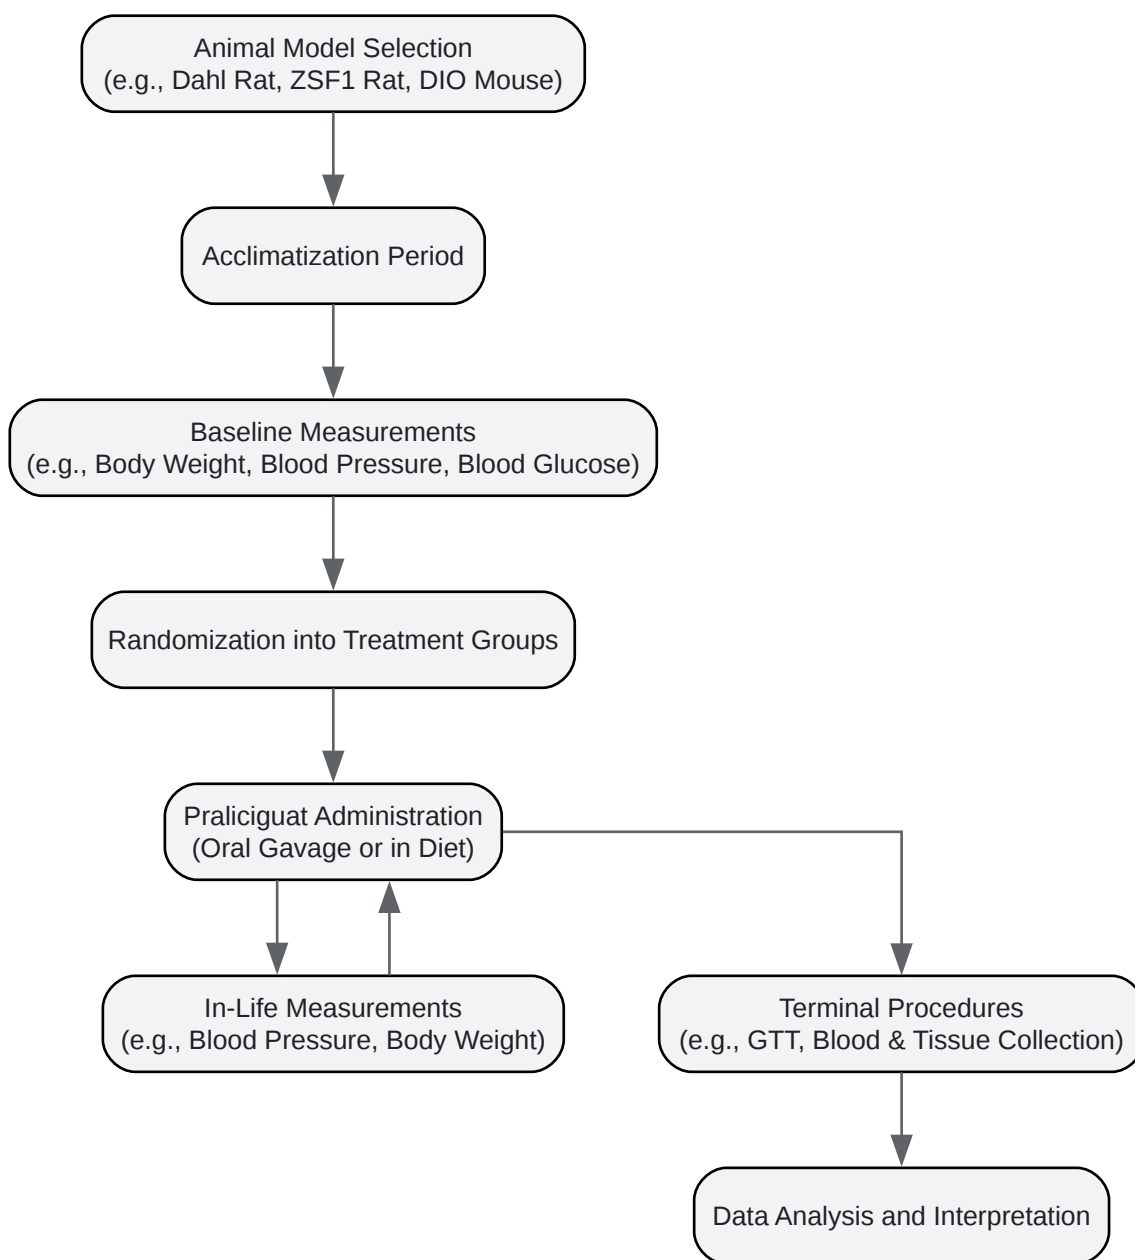 Animal Model Selection
(e.g., Dahl Rat, ZSF1 Rat, DIO Mouse)
Acclimatization Period
Baseline Measurements
(e.g., Body Weight, Blood Pressure, Blood Glucose)
Randomization into Treatment Groups
Praliciguat Administration
(Oral Gavage or in Diet)
In-Life Measurements
(e.g., Blood Pressure, Body Weight)
Terminal Procedures
(e.g., GTT, Blood & Tissue Collection)
Data Analysis and Interpretation